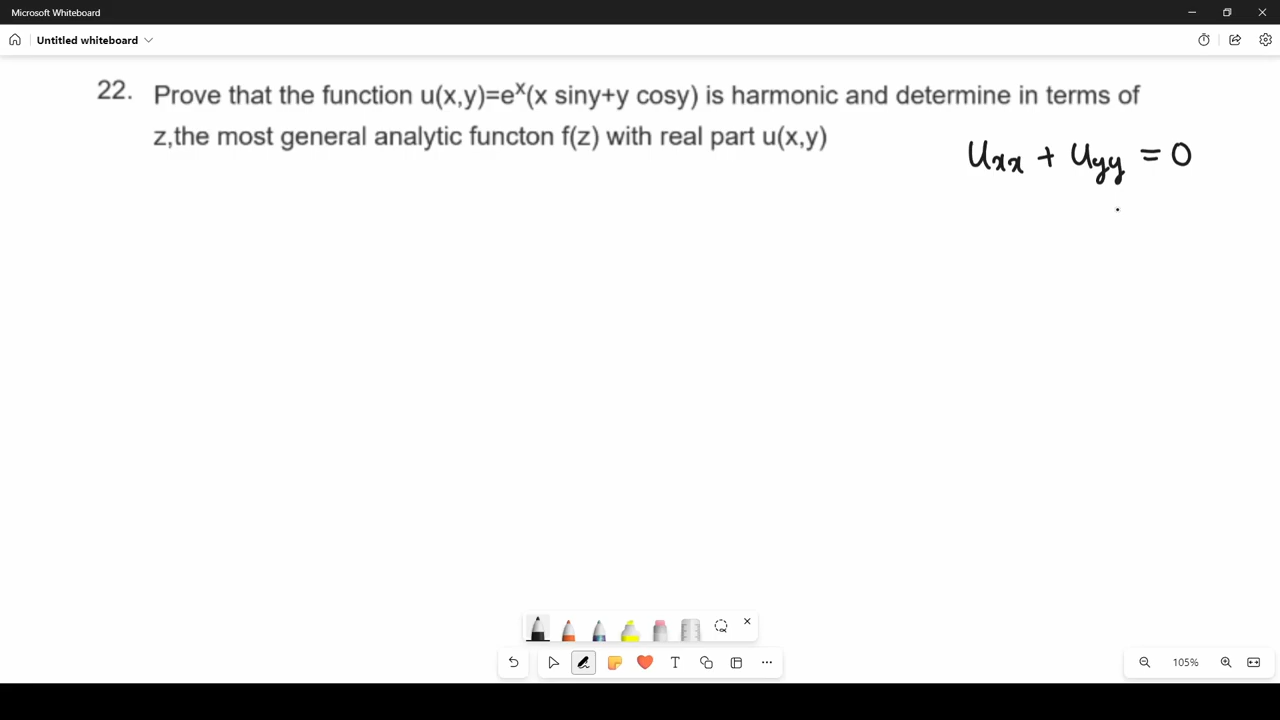 Microsoft Whiteboard
Untitled whiteboard
22. Prove that the function u(x,y)=eˣ(x siny+y cosy) is harmonic and determine in terms of
z,the most general analytic functon f(z) with real part u(x,y)
Uxx + Uyy = 0
T
105%